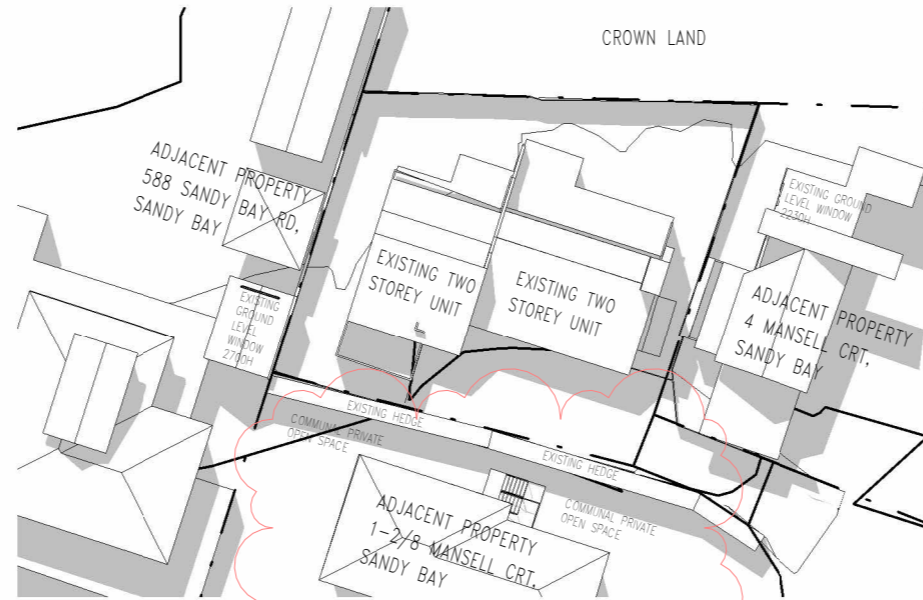 CROWN LAND
ADJACENT PROPERTY
588 SANDY BAY RD,
SANDY BAY
EXISTING GROUND
LEVEL WINDOW
2230H
EXISTING TWO
STOREY UNIT
EXISTING TWO
STOREY UNIT
EXISTING
GROUND
LEVEL
WINDOW
2700H
ADJACENT PROPERTY
4 MANSELL CRT,
SANDY BAY
EXISTING HEDGE
COMMUNAL PRIVATE
OPEN SPACE
EXISTING HEDGE
COMMUNAL PRIVATE
OPEN SPACE
ADJACENT PROPERTY
1-2/8 MANSELL CRT.
SANDY BAY